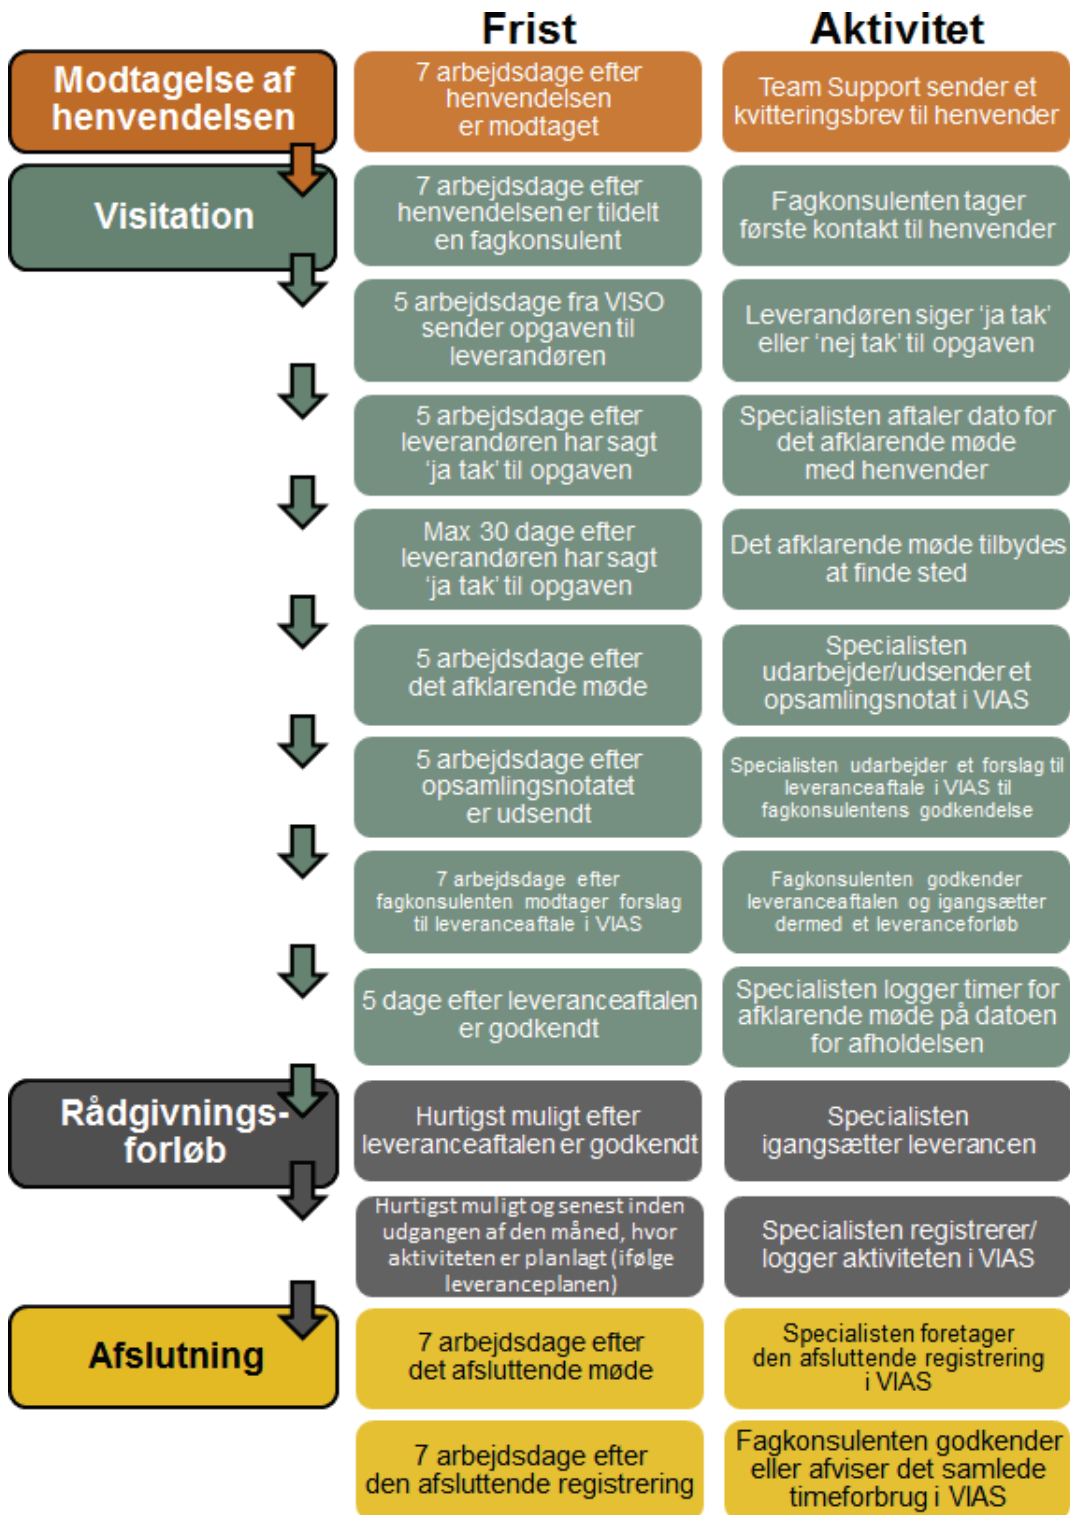 Frist
Aktivitet
Modtagelse af
henvendelsen
7 arbejdsdage efter
henvendelsen
er modtaget
Team Support sender et
kvitteringsbrev til henvender
Visitation
7 arbejdsdage efter
henvendelsen er tildelt
en fagkonsulent
Fagkonsulenten tager
første kontakt til henvender
5 arbejdsdage fra VISO
sender opgaven til
leverandøren
Leverandøren siger ‘ja tak’
eller ‘nej tak’ til opgaven
5 arbejdsdage efter
leverandøren har sagt
‘ja tak’ til opgaven
Specialisten aftaler dato for
det afklarende møde
med henvender
Max 30 dage efter
leverandøren har sagt
‘ja tak’ til opgaven
Det afklarende møde tilbydes
at finde sted
5 arbejdsdage efter
det afklarende møde
Specialisten
udarbejder/udsender et
opsamlingsnotat i VIAS
5 arbejdsdage efter
opsamlingsnotatet
er udsendt
Specialisten udarbejder et forslag til
leveranceaftale i VIAS til
fagkonsulentens godkendelse
7 arbejdsdage efter
fagkonsulenten modtager forslag
til leveranceaftale i VIAS
Fagkonsulenten godkender
leveranceaftalen og igangsætter
dermed et leveranceforløb
5 dage efter leveranceaftalen
er godkendt
Specialisten logger timer for
afklarende møde på datoen
for afholdelsen
Rådgivnings-
forløb
Hurtigst muligt efter
leveranceaftalen er godkendt
Specialisten
igangsætter leverancen
Hurtigst muligt og senest inden
udgangen af den måned, hvor
aktiviteten er planlagt (ifølge
leveranceplanen)
Specialisten registrerer/
logger aktiviteten i VIAS
Afslutning
7 arbejdsdage efter
det afsluttende møde
Specialisten foretager
den afsluttende registrering
i VIAS
7 arbejdsdage efter
den afsluttende registrering
Fagkonsulenten godkender
eller afviser det samlede
timeforbrug i VIAS